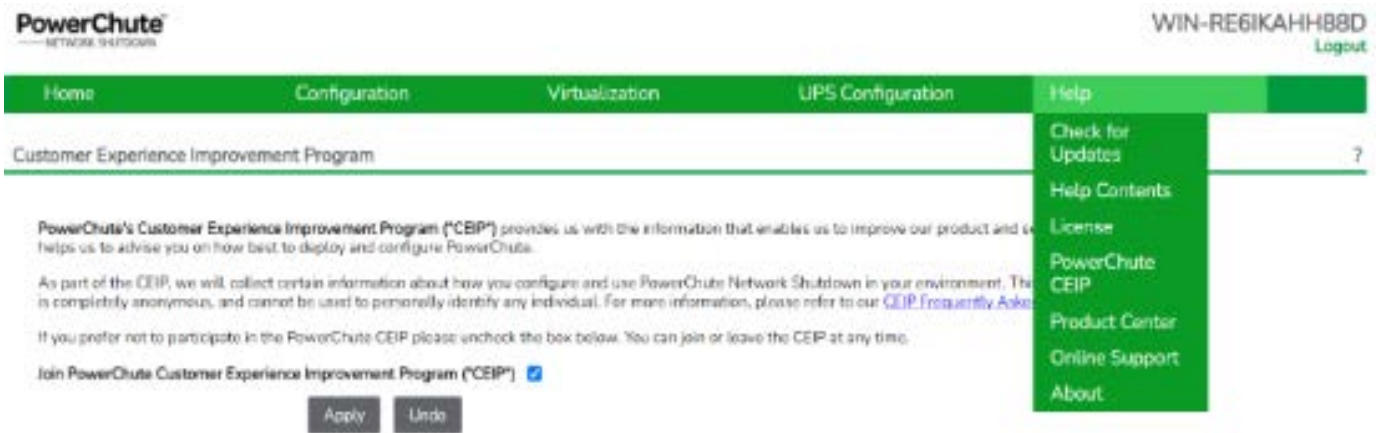 PowerChute
NETWORK SHUTDOWN
WIN-RE6IKAHH88D
Logout
Home Configuration Virtualization UPS Configuration Help
Customer Experience Improvement Program ?
PowerChute's Customer Experience Improvement Program ("CEIP") provides us with the information that enables us to improve our product and
helps us to advise you on how best to deploy and configure PowerChute.
As part of the CEIP, we will collect certain information about how you configure and use PowerChute Network Shutdown in your environment.
is completely anonymous, and cannot be used to personally identify any individual. For more information, please refer to our CEIP Frequently
If you prefer not to participate in the PowerChute CEIP please uncheck the box below. You can join or leave the CEIP at any time.
Join PowerChute Customer Experience Improvement Program ("CEIP")
Apply Undo
Check for
Updates
Help Contents
License
PowerChute
CEIP
Product Center
Online Support
About